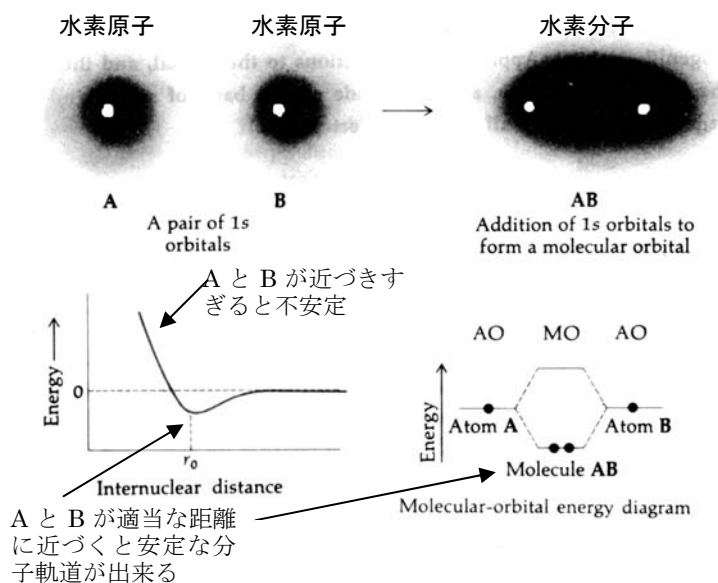 水素原子 水素原子 水素分子
A B AB
A pair of 1s
orbitals
Addition of 1s orbitals to
form a molecular orbital
A と B が近づきす
ぎると不安定
Energy
0
r₀
Internuclear distance
AO MO AO
Energy
Atom A Atom B
Molecule AB
Molecular-orbital energy diagram
A と B が適当な距離
に近づくと安定な分
子軌道が出来る